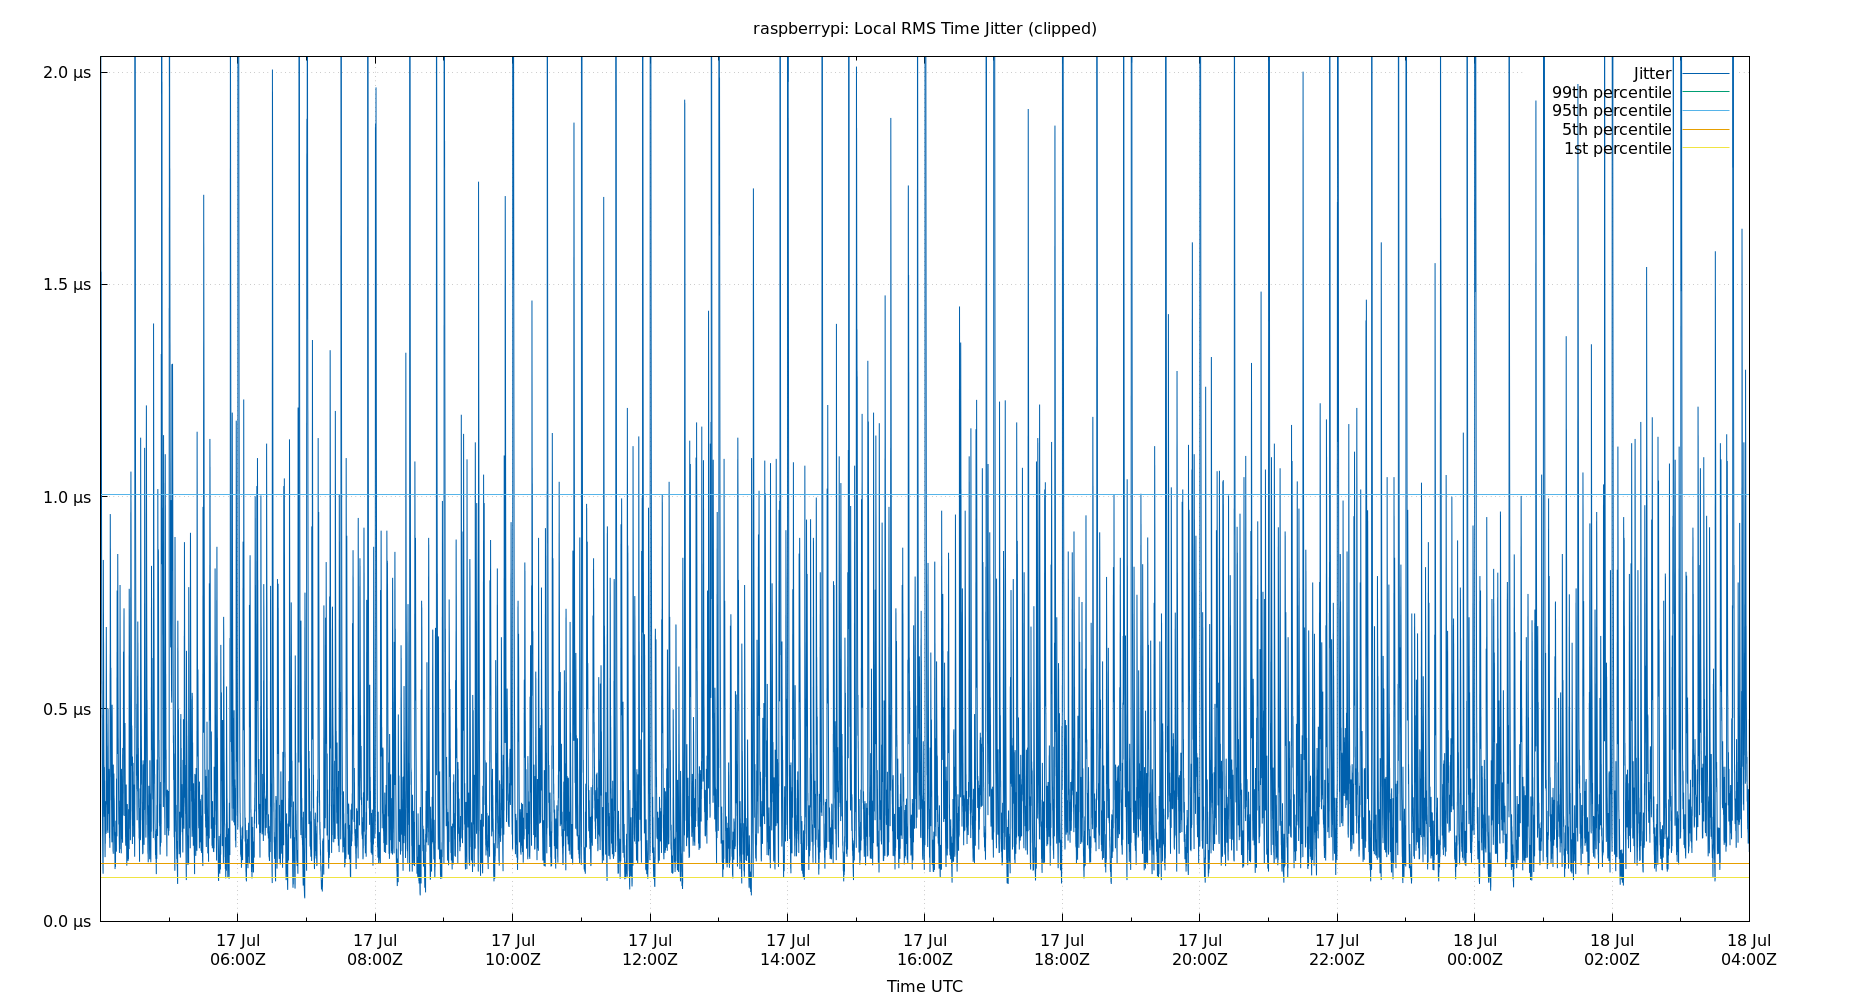 raspberrypi: Local RMS Time Jitter (clipped)
2.0 μs
1.5 μs
1.0 μs
0.5 μs
0.0 μs
Jitter
99th percentile
95th percentile
5th percentile
1st percentile
17 Jul 17 Jul 17 Jul 17 Jul 17 Jul 17 Jul 17 Jul 17 Jul 17 Jul 18 Jul 18 Jul 18 Jul
06:00Z 08:00Z 10:00Z 12:00Z 14:00Z 16:00Z 18:00Z 20:00Z 22:00Z 00:00Z 02:00Z 04:00Z
Time UTC